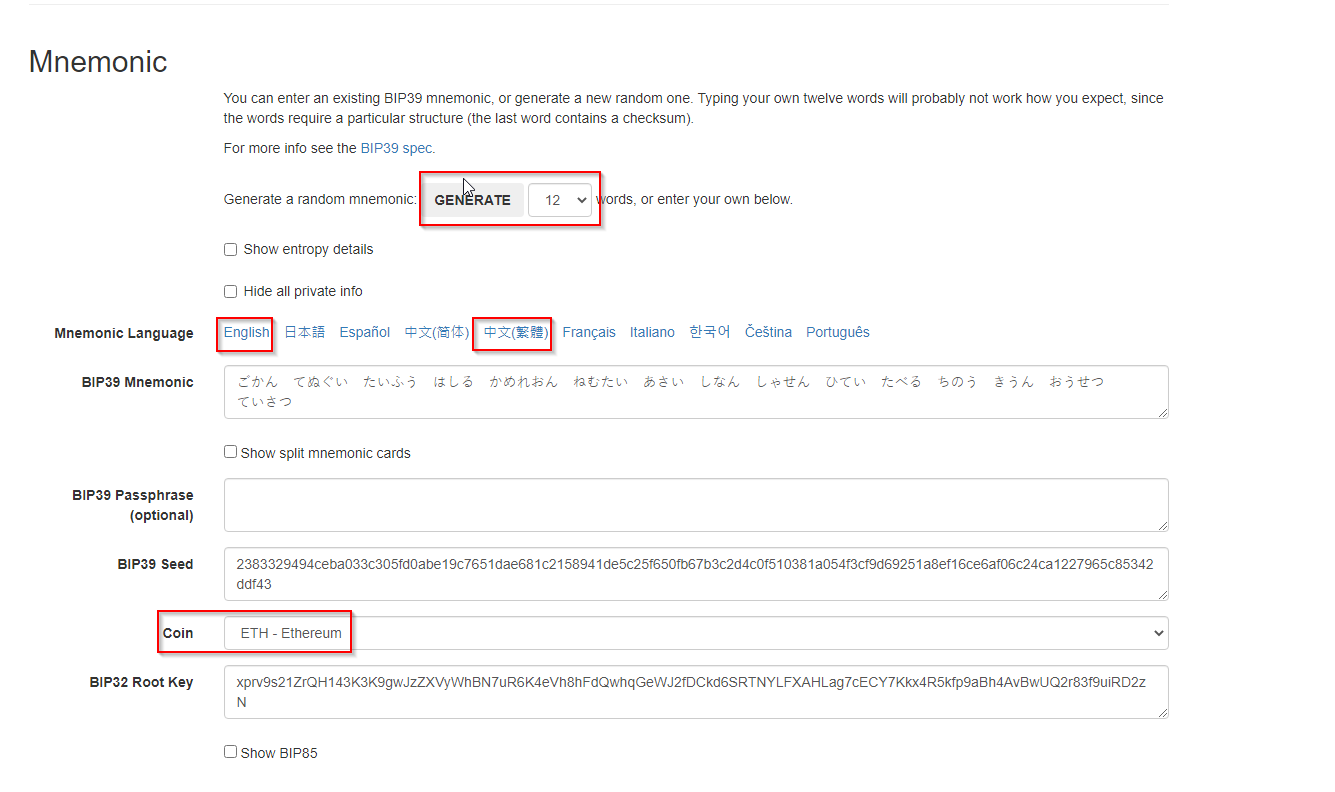 Mnemonic
You can enter an existing BIP39 mnemonic, or generate a new random one. Typing your own twelve words will probably not work how you expect, since
the words require a particular structure (the last word contains a checksum).
For more info see the BIP39 spec.
Generate a random mnemonic: GENERATE 12 words, or enter your own below.
Show entropy details
Hide all private info
Mnemonic Language English 日本語 Español 中文(简体) 中文(繁體) Français Italiano 한국어 Čeština Português
BIP39 Mnemonic ごかん てぬぐい たいふう はしる かめれおん ねむたい あさい しなん しゃせん ひてい たべる ちのう きうん おうせつ
ていさつ
Show split mnemonic cards
BIP39 Passphrase
(optional)
BIP39 Seed 2383329494ceba033c305fd0abe19c7651dae681c2158941de5c25f650fb67b3c2d4c0f510381a054f3cf9d69251a8ef16ce6af06c24ca1227965c85342
ddf43
Coin ETH - Ethereum
BIP32 Root Key xprv9s21ZrQH143K3K9gwJzZXVyWhBN7uR6K4eVh8hFdQwhqGeWJ2fDCkd6SRTNYLFXAHLag7cECY7Kkx4R5kfp9aBh4AvBwUQ2r83f9uiRD2z
N
Show BIP85